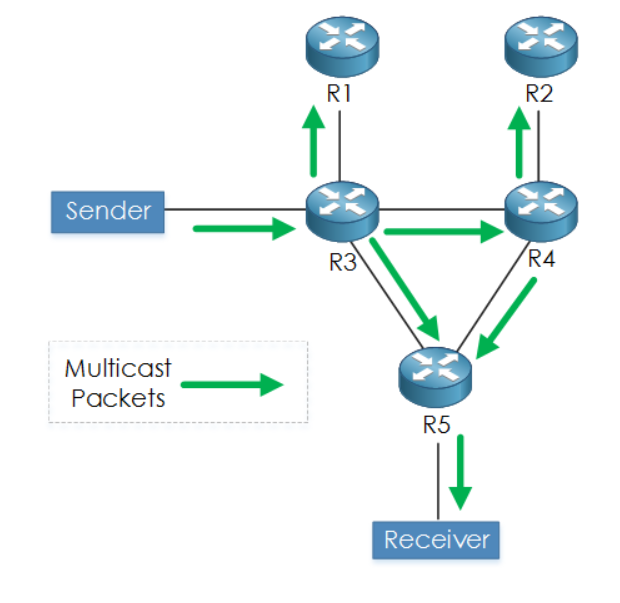 R1
R2
Sender
R3
R4
Multicast
Packets
R5
Receiver